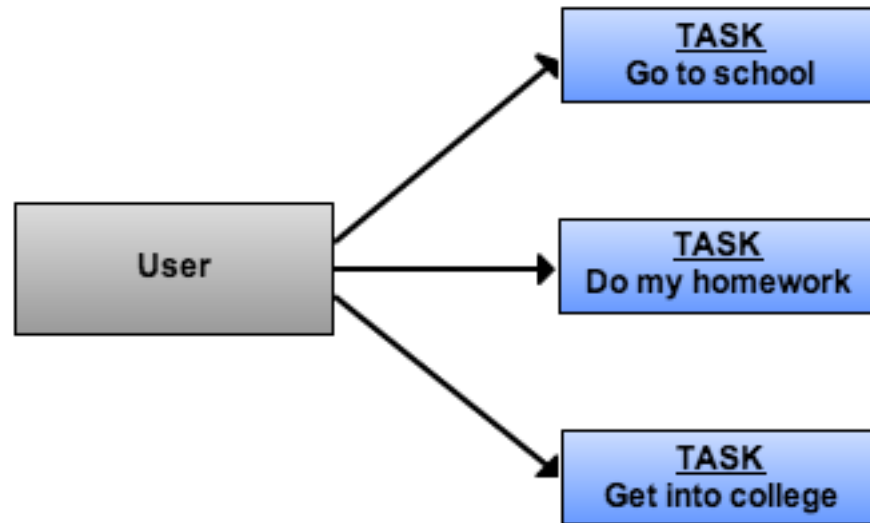 TASK
Go to school
User
TASK
Do my homework
TASK
Get into college